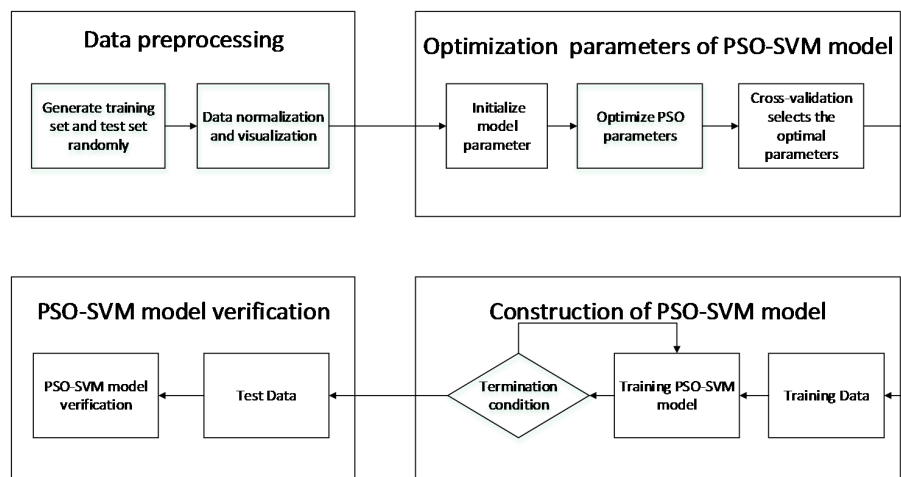 Data preprocessing
Generate training
set and test set
randomly
Data normalization
and visualization
Optimization parameters of PSO-SVM model
Initialize
model
parameter
Optimize PSO
parameters
Cross-validation
selects the
optimal
parameters
PSO-SVM model verification
PSO-SVM model
verification
Test Data
Construction of PSO-SVM model
Termination
condition
Training PSO-SVM
model
Training Data